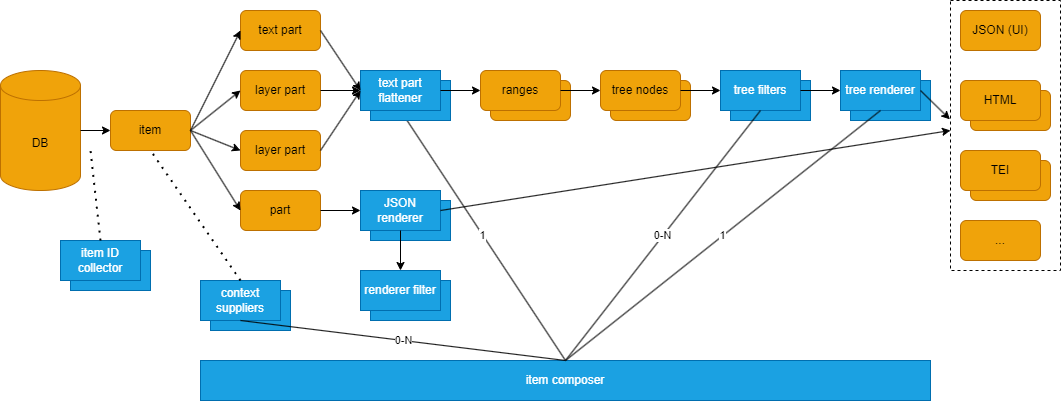 text part
JSON (UI)
layer part
text part
flattener
ranges
tree nodes
tree filters
tree renderer
HTML
DB
item
layer part
TEI
part
JSON
renderer
1
0-N
1
...
item ID
collector
context
suppliers
renderer filter
0-N
item composer